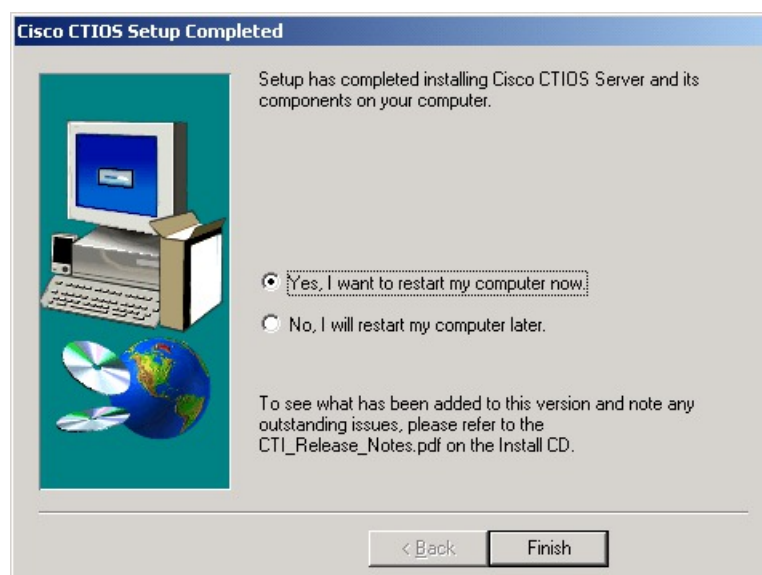 Cisco CTIOS Setup Completed
Setup has completed installing Cisco CTIOS Server and its
components on your computer.
Yes, I want to restart my computer now.
No, I will restart my computer later.
To see what has been added to this version and note any
outstanding issues, please refer to the
CTI_Release_Notes.pdf on the Install CD.
< Back
Finish